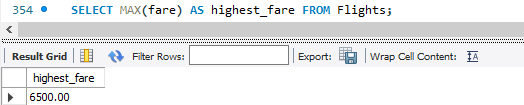 354 SELECT MAX(fare) AS highest_fare FROM Flights;
Result Grid Filter Rows: Export: Wrap Cell Content: IA
highest_fare
6500.00